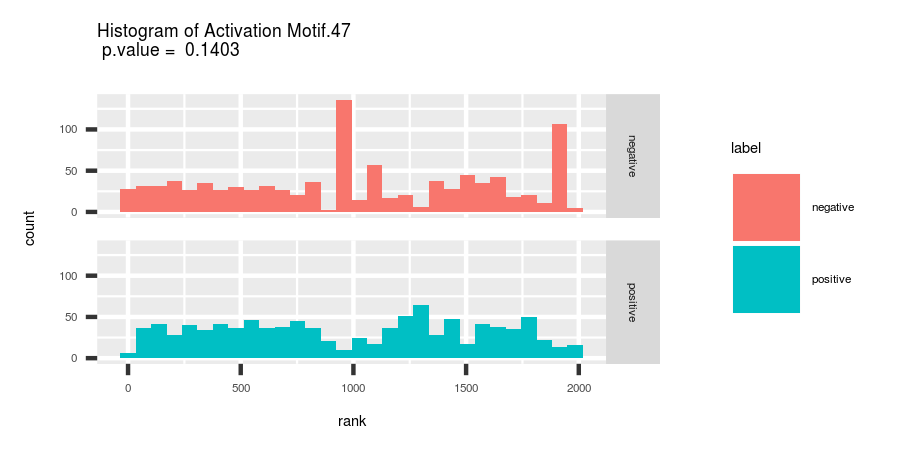 Histogram of Activation Motif.47
p.value = 0.1403
100
50
0
negative
100
50
0
positive
0 500 1000 1500 2000
rank
count
label
negative
positive